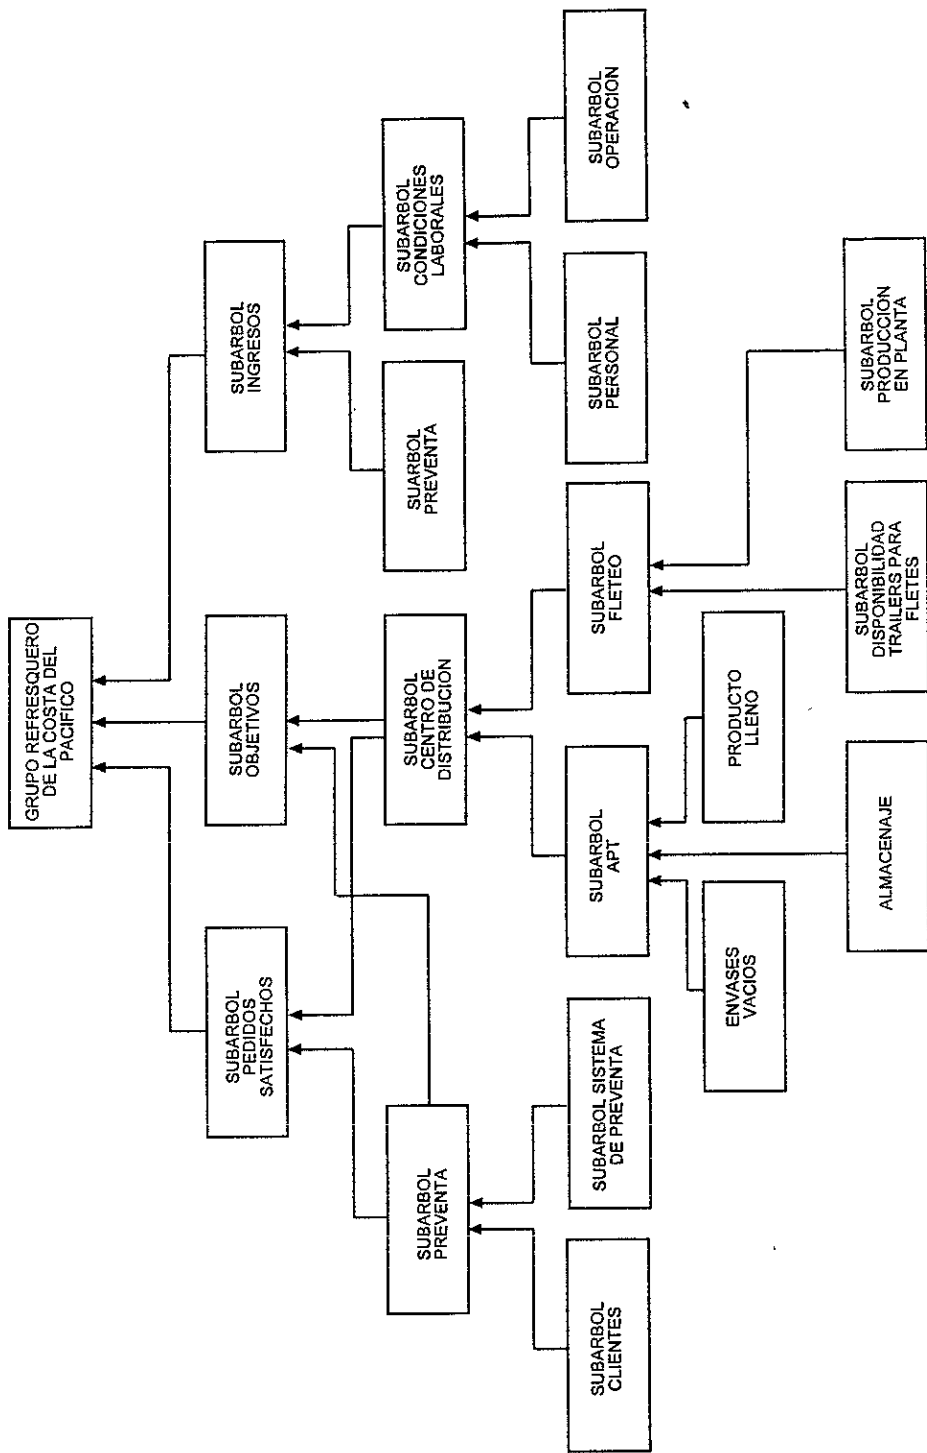 GRUPO REFRESQUERO
DE LA COSTA DEL
PACIFICO
SUBARBOL
PEDIDOS
SATISFECHOS
SUBARBOL
OBJETIVOS
SUBARBOL
INGRESOS
SUBARBOL
PREVENTA
SUBARBOL
CENTRO DE
DISTRIBUCION
SUARBOL
PREVENTA
SUBARBOL
CONDICIONES
LABORALES
SUBARBOL
CLIENTES
SUBARBOL SISTEMA
DE PREVENTA
SUBARBOL
APT
SUBARBOL
FLETEO
SUBARBOL
PERSONAL
SUBARBOL
OPERACION
ENVASES
VACIOS
PRODUCTO
LLENO
ALMACENAJE
SUBARBOL
DISPONIBILIDAD
TRAILERS PARA
FLETES
SUBARBOL
PRODUCCION
EN PLANTA